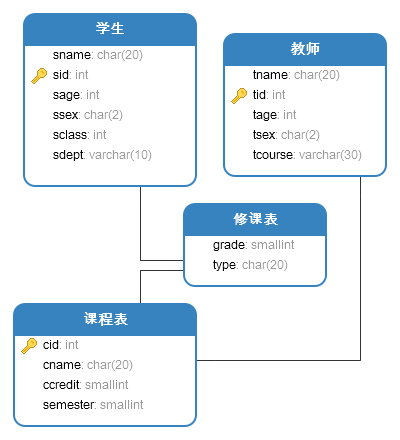 学生
sname: char(20)
sid: int
sage: int
ssex: char(2)
sclass: int
sdept: varchar(10)
教师
tname: char(20)
tid: int
tage: int
tsex: char(2)
tcourse: varchar(30)
修课表
grade: smallint
type: char(20)
课程表
cid: int
cname: char(20)
ccredit: smallint
semester: smallint